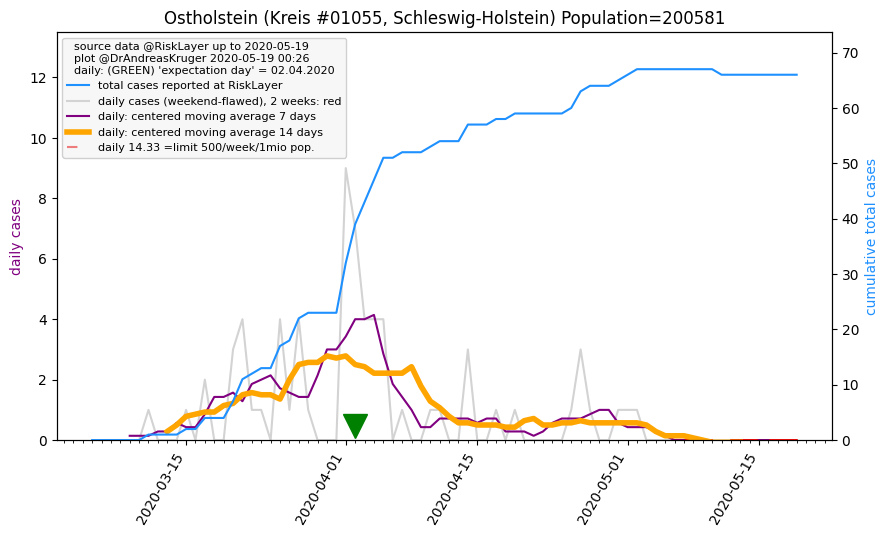 Ostholstein (Kreis #01055, Schleswig-Holstein) Population=200581
source data @RiskLayer up to 2020-05-19
plot @DrAndreasKruger 2020-05-19 00:26
daily: (GREEN) 'expectation day' = 02.04.2020
total cases reported at RiskLayer
daily cases (weekend-flawed), 2 weeks: red
daily: centered moving average 7 days
daily: centered moving average 14 days
daily 14.33 =limit 500/week/1mio pop.
daily cases
12
10
8
6
4
2
0
70
60
50
40
30
20
10
0
cumulative total cases
2020-03-15
2020-04-01
2020-04-15
2020-05-01
2020-05-15